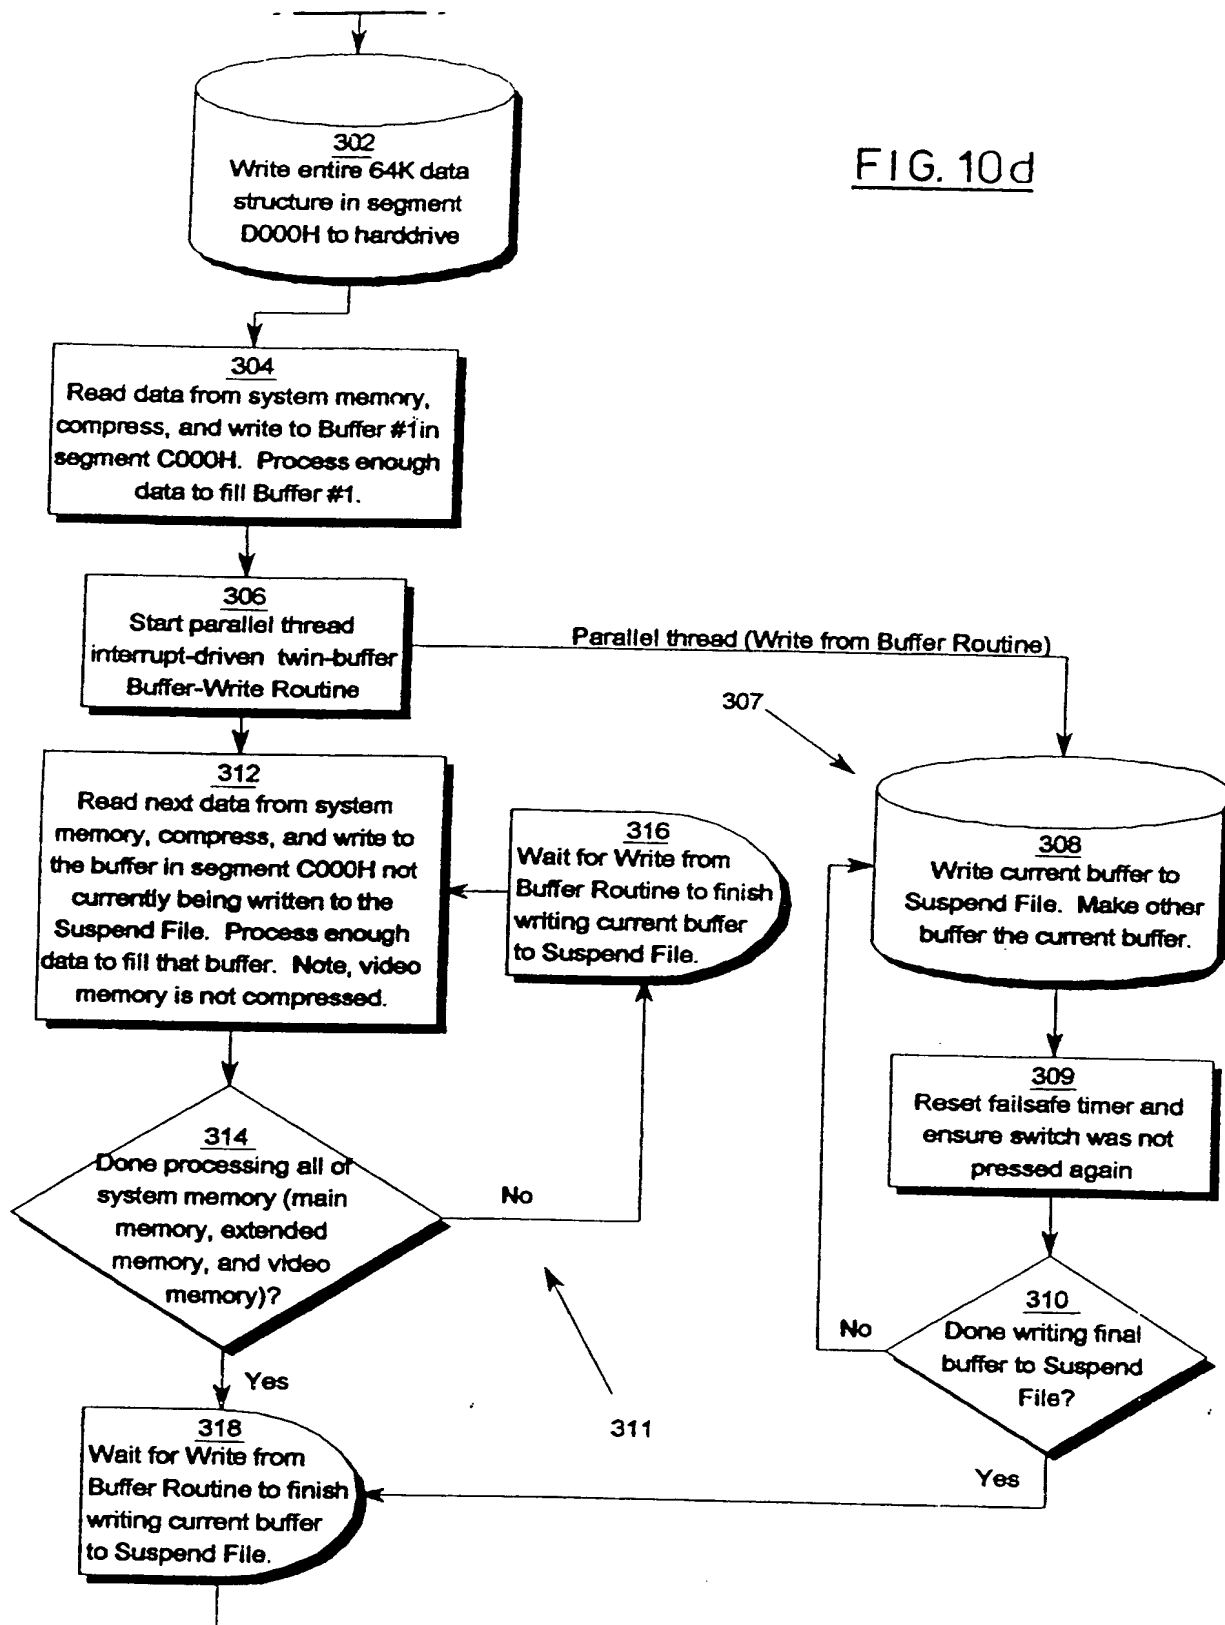 FIG. 10d
302
Write entire 64K data
structure in segment
D000H to harddrive
304
Read data from system memory,
compress, and write to Buffer #1in
segment C000H. Process enough
data to fill Buffer #1.
306
Start parallel thread
interrupt-driven twin-buffer
Buffer-Write Routine
Parallel thread (Write from Buffer Routine)
307
312
Read next data from system
memory, compress, and write to
the buffer in segment C000H not
currently being written to the
Suspend File. Process enough
data to fill that buffer. Note, video
memory is not compressed.
316
Wait for Write from
Buffer Routine to finish
writing current buffer
to Suspend File.
308
Write current buffer to
Suspend File. Make other
buffer the current buffer.
309
Reset failsafe timer and
ensure switch was not
pressed again
314
Done processing all of
system memory (main
memory, extended
memory, and video
memory)?
No
310
Done writing final
buffer to Suspend
File?
No
Yes
311
318
Wait for Write from
Buffer Routine to finish
writing current buffer
to Suspend File.
Yes